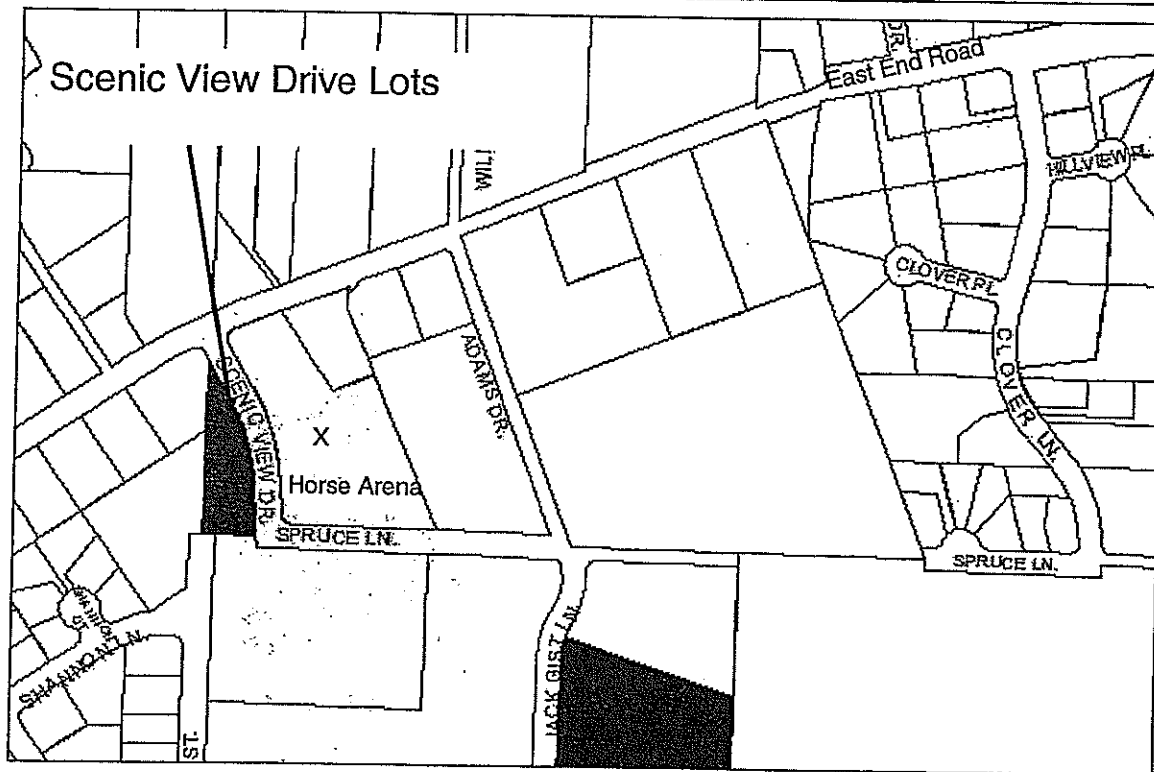 Scenic View Drive Lots
DR.
East End Road
HILLVIEW PL.
CLOVER PL.
CLOVER LN.
ADAMS DR.
SCENIC VIEW DR.
X
Horse Arena
SPRUCE LN.
SPRUCE LN.
JACK GIST LN.
SHANNON LN.
ST.